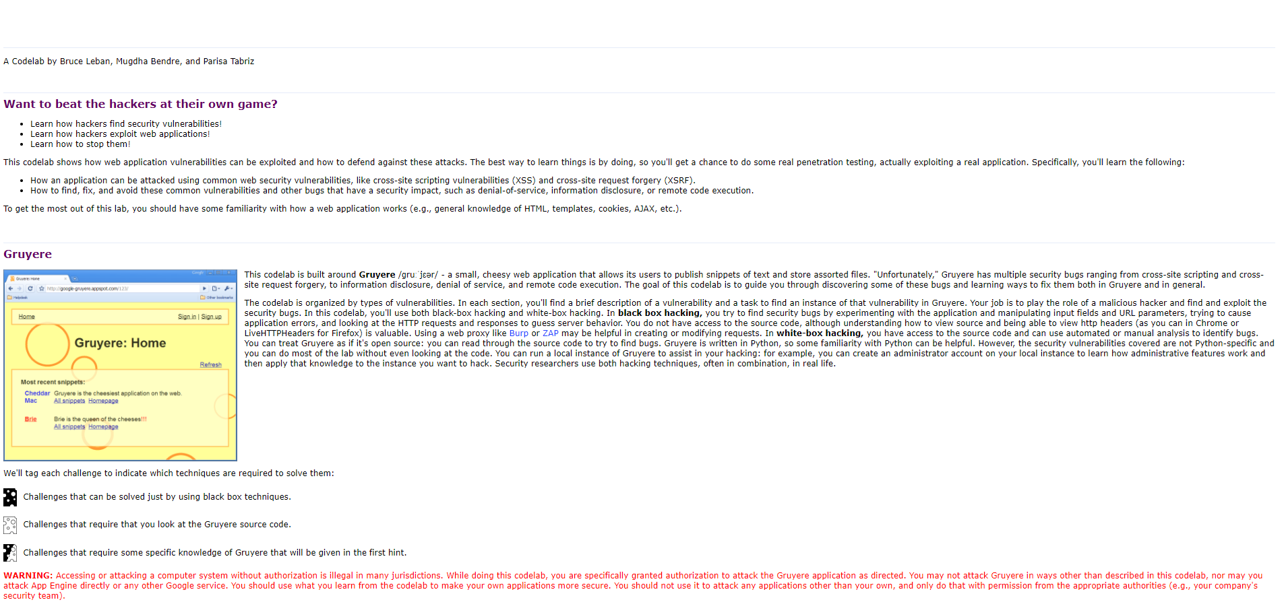 A Codelab by Bruce Leban, Mugdha Bendre, and Parisa Tabriz
Want to beat the hackers at their own game?
• Learn how hackers find security vulnerabilities!
• Learn how hackers exploit web applications!
• Learn how to stop them!
This codelab shows how web application vulnerabilities can be exploited and how to defend against these attacks. The best way to learn things is by doing, so you'll get a chance to do some real penetration testing, actually exploiting a real application. Specifically, you'll learn the following:
• How an application can be attacked using common web security vulnerabilities, like cross-site scripting vulnerabilities (XSS) and cross-site request forgery (XSRF).
• How to find, fix, and avoid these common vulnerabilities and other bugs that have a security impact, such as denial-of-service, information disclosure, or remote code execution.
To get the most out of this lab, you should have some familiarity with how a web application works (e.g., general knowledge of HTML, templates, cookies, AJAX, etc.).
Gruyere
Gruyere: Home
http://google-gruyere.appspot.com/123/
Other bookmarks
Home
Sign in | Sign up
Gruyere: Home
Refresh
Most recent snippets:
Cheddar Gruyere is the cheesiest application on the web.
Mac All snippets Homepage
Brie Brie is the queen of the cheeses!!!
All snippets Homepage
This codelab is built around Gruyere /ɡruːˈjɛər/ - a small, cheesy web application that allows its users to publish snippets of text and store assorted files. "Unfortunately," Gruyere has multiple security bugs ranging from cross-site scripting and cross-
site request forgery, to information disclosure, denial of service, and remote code execution. The goal of this codelab is to guide you through discovering some of these bugs and learning ways to fix them both in Gruyere and in general.
The codelab is organized by types of vulnerabilities. In each section, you'll find a brief description of a vulnerability and a task to find an instance of that vulnerability in Gruyere. Your job is to play the role of a malicious hacker and find and exploit the
security bugs. In this codelab, you'll use both black-box hacking and white-box hacking. In black box hacking, you try to find security bugs by experimenting with the application and manipulating input fields and URL parameters, trying to cause
application errors, and looking at the HTTP requests and responses to guess server behavior. You do not have access to the source code, although understanding how to view source and being able to view http headers (as you can in Chrome or
LiveHTTPHeaders for Firefox) is valuable. Using a web proxy like Burp or ZAP may be helpful in creating or modifying requests. In white-box hacking, you have access to the source code and can use automated or manual analysis to identify bugs.
You can treat Gruyere as if it's open source: you can read through the source code to try to find bugs. Gruyere is written in Python, so some familiarity with Python can be helpful. However, the security vulnerabilities covered are not Python-specific and
you can do most of the lab without even looking at the code. You can run a local instance of Gruyere to assist in your hacking: for example, you can create an administrator account on your local instance to learn how administrative features work and
then apply that knowledge to the instance you want to hack. Security researchers use both hacking techniques, often in combination, in real life.
We'll tag each challenge to indicate which techniques are required to solve them:
Challenges that can be solved just by using black box techniques.
Challenges that require that you look at the Gruyere source code.
Challenges that require some specific knowledge of Gruyere that will be given in the first hint.
WARNING: Accessing or attacking a computer system without authorization is illegal in many jurisdictions. While doing this codelab, you are specifically granted authorization to attack the Gruyere application as directed. You may not attack Gruyere in ways other than described in this codelab, nor may you
attack App Engine directly or any other Google service. You should use what you learn from the codelab to make your own applications more secure. You should not use it to attack any applications other than your own, and only do that with permission from the appropriate authorities (e.g., your company's
security team).